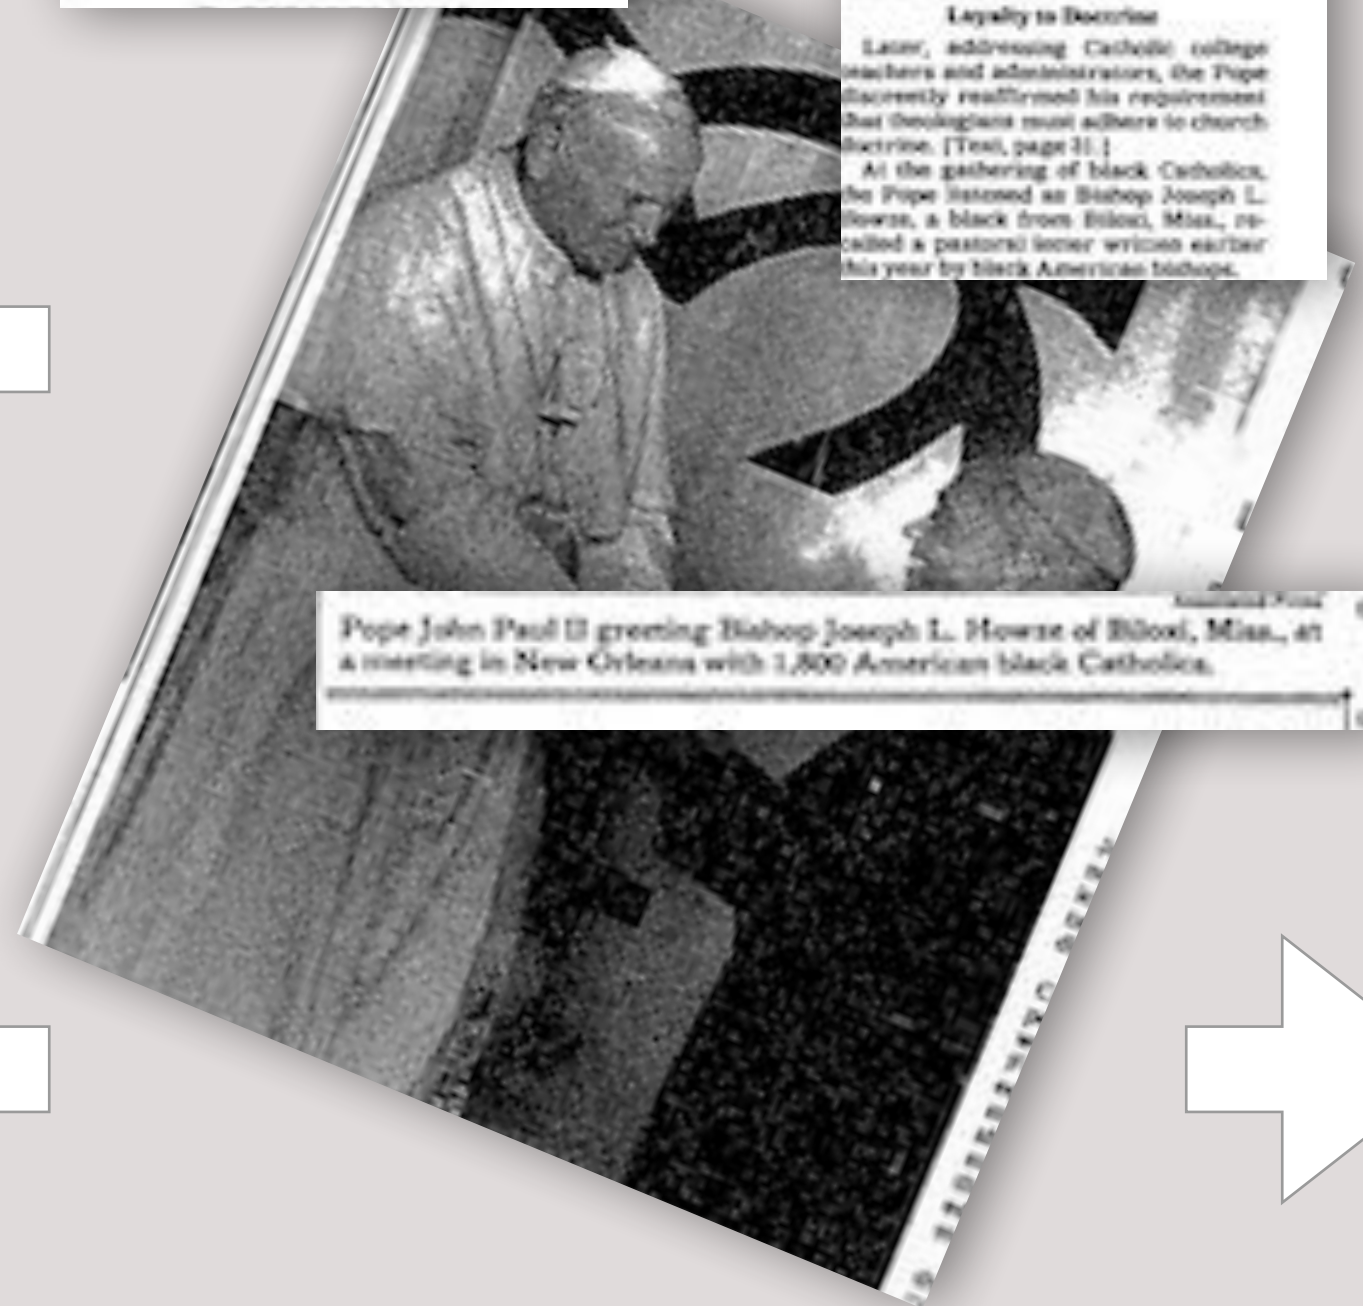 Loyalty to Doctrine
Later, addressing Catholic college
teachers and administrators, the Pope
discreetly reaffirmed his requirement
that theologians must adhere to church
doctrine. [Text, page 31.]
At the gathering of black Catholics,
the Pope listened as Bishop Joseph L.
Howze, a black from Biloxi, Miss., re-
called a pastoral letter written earlier
this year by black American bishops.
Associated Press
Pope John Paul II greeting Bishop Joseph L. Howze of Biloxi, Miss., at
a meeting in New Orleans with 1,800 American black Catholics.